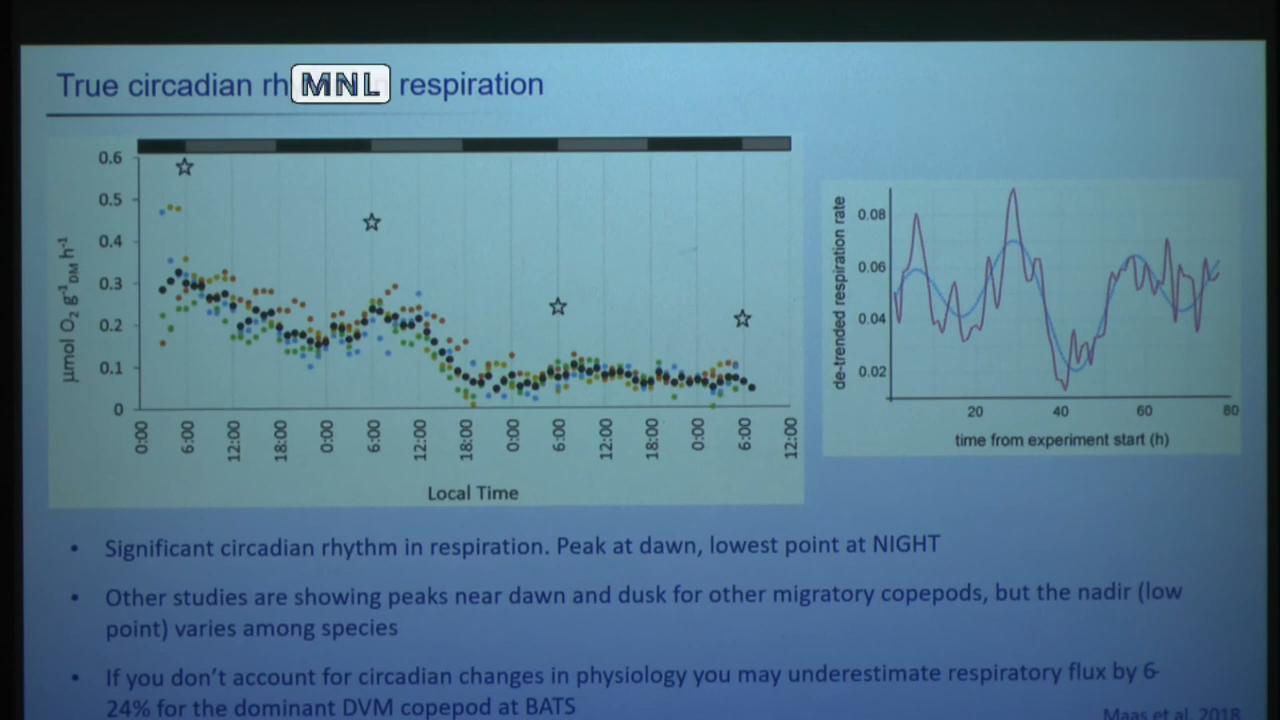 True circadian rh MNL respiration
0.6
0.5
0.4
0.3
0.2
0.1
0
µmol O₂ g⁻¹DM h⁻¹
0:00 6:00 12:00 18:00 0:00 6:00 12:00 18:00 0:00 6:00 12:00 18:00 0:00 6:00 12:00
Local Time
de-trended respiration rate
0.08
0.06
0.04
0.02
20 40 60 80
time from experiment start (h)
• Significant circadian rhythm in respiration. Peak at dawn, lowest point at NIGHT
• Other studies are showing peaks near dawn and dusk for other migratory copepods, but the nadir (low
point) varies among species
• If you don't account for circadian changes in physiology you may underestimate respiratory flux by 6-
24% for the dominant DVM copepod at BATS
Maas et al. 2018